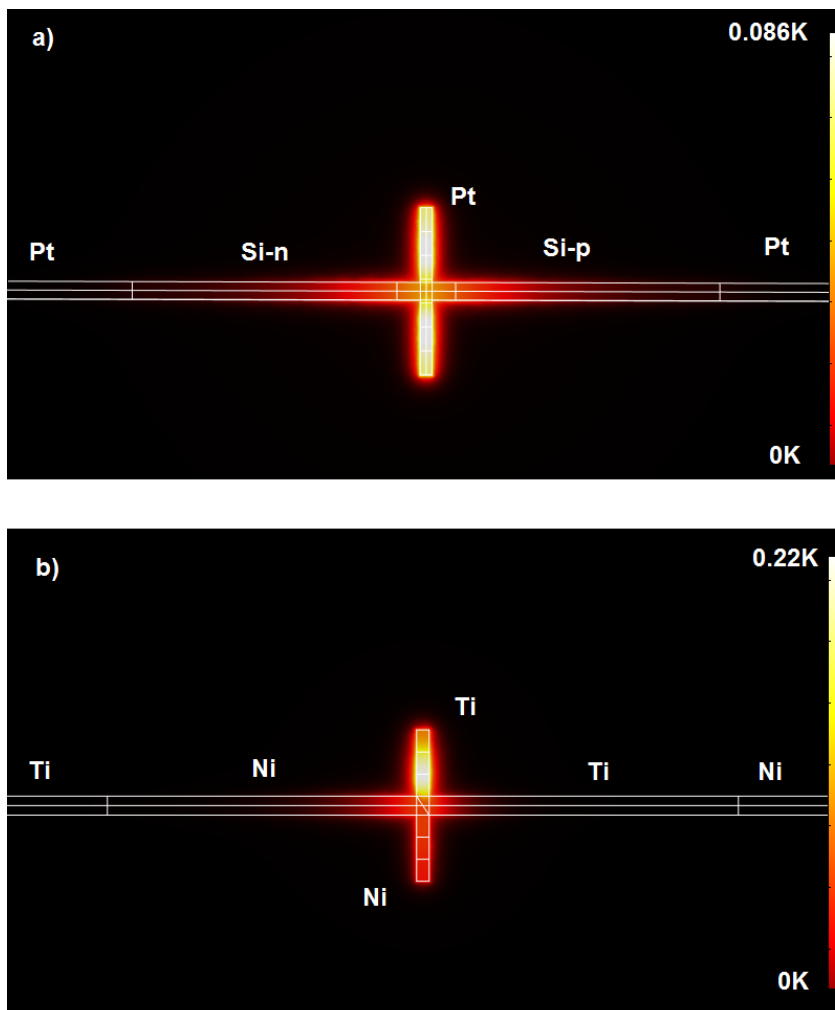 a)
0.086K
Pt
Pt Si-n Si-p Pt
0K
b)
0.22K
Ti
Ti Ni Ti Ni
Ni
0K